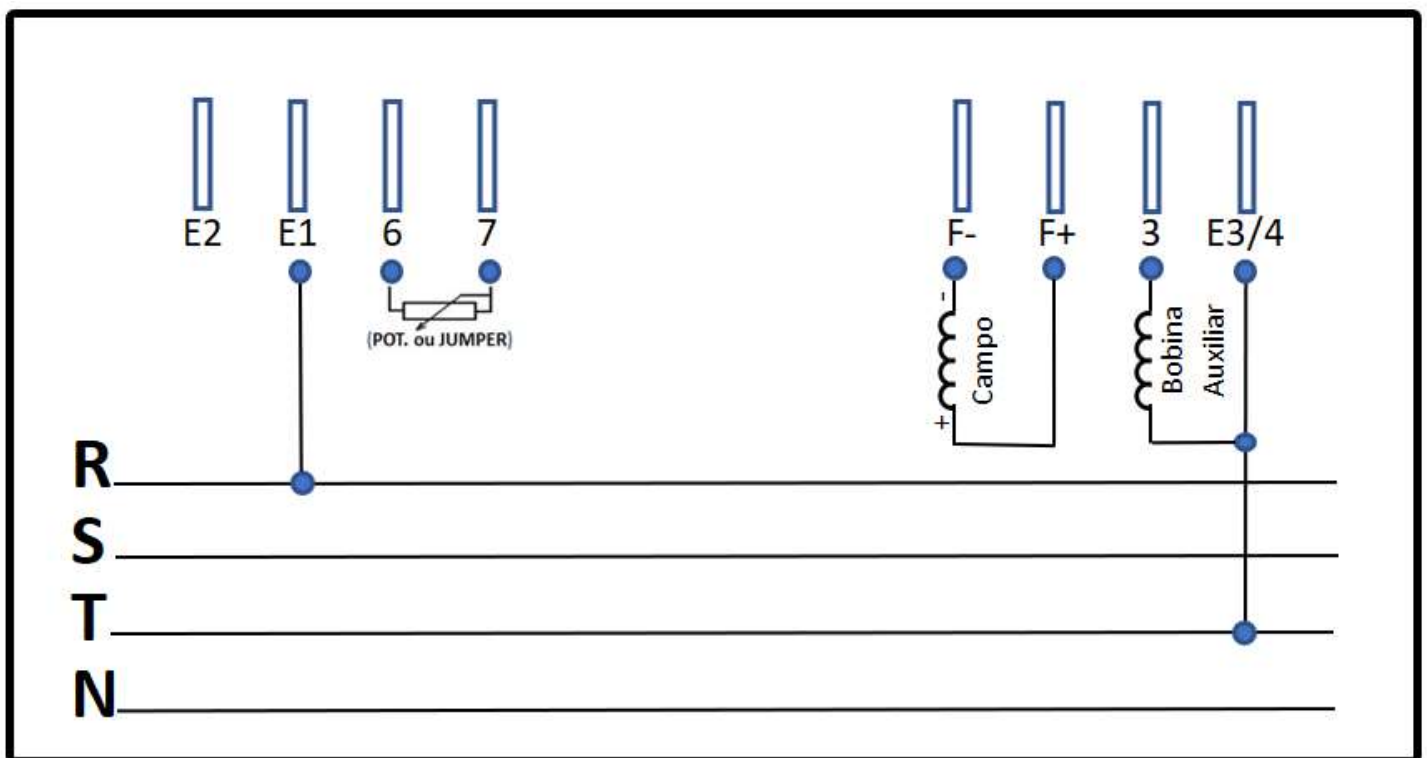 E2 E1 6 7 F- F+ 3 E3/4
(POT. ou JUMPER)
-
Campo
+
Bobina
Auxiliar
R
S
T
N